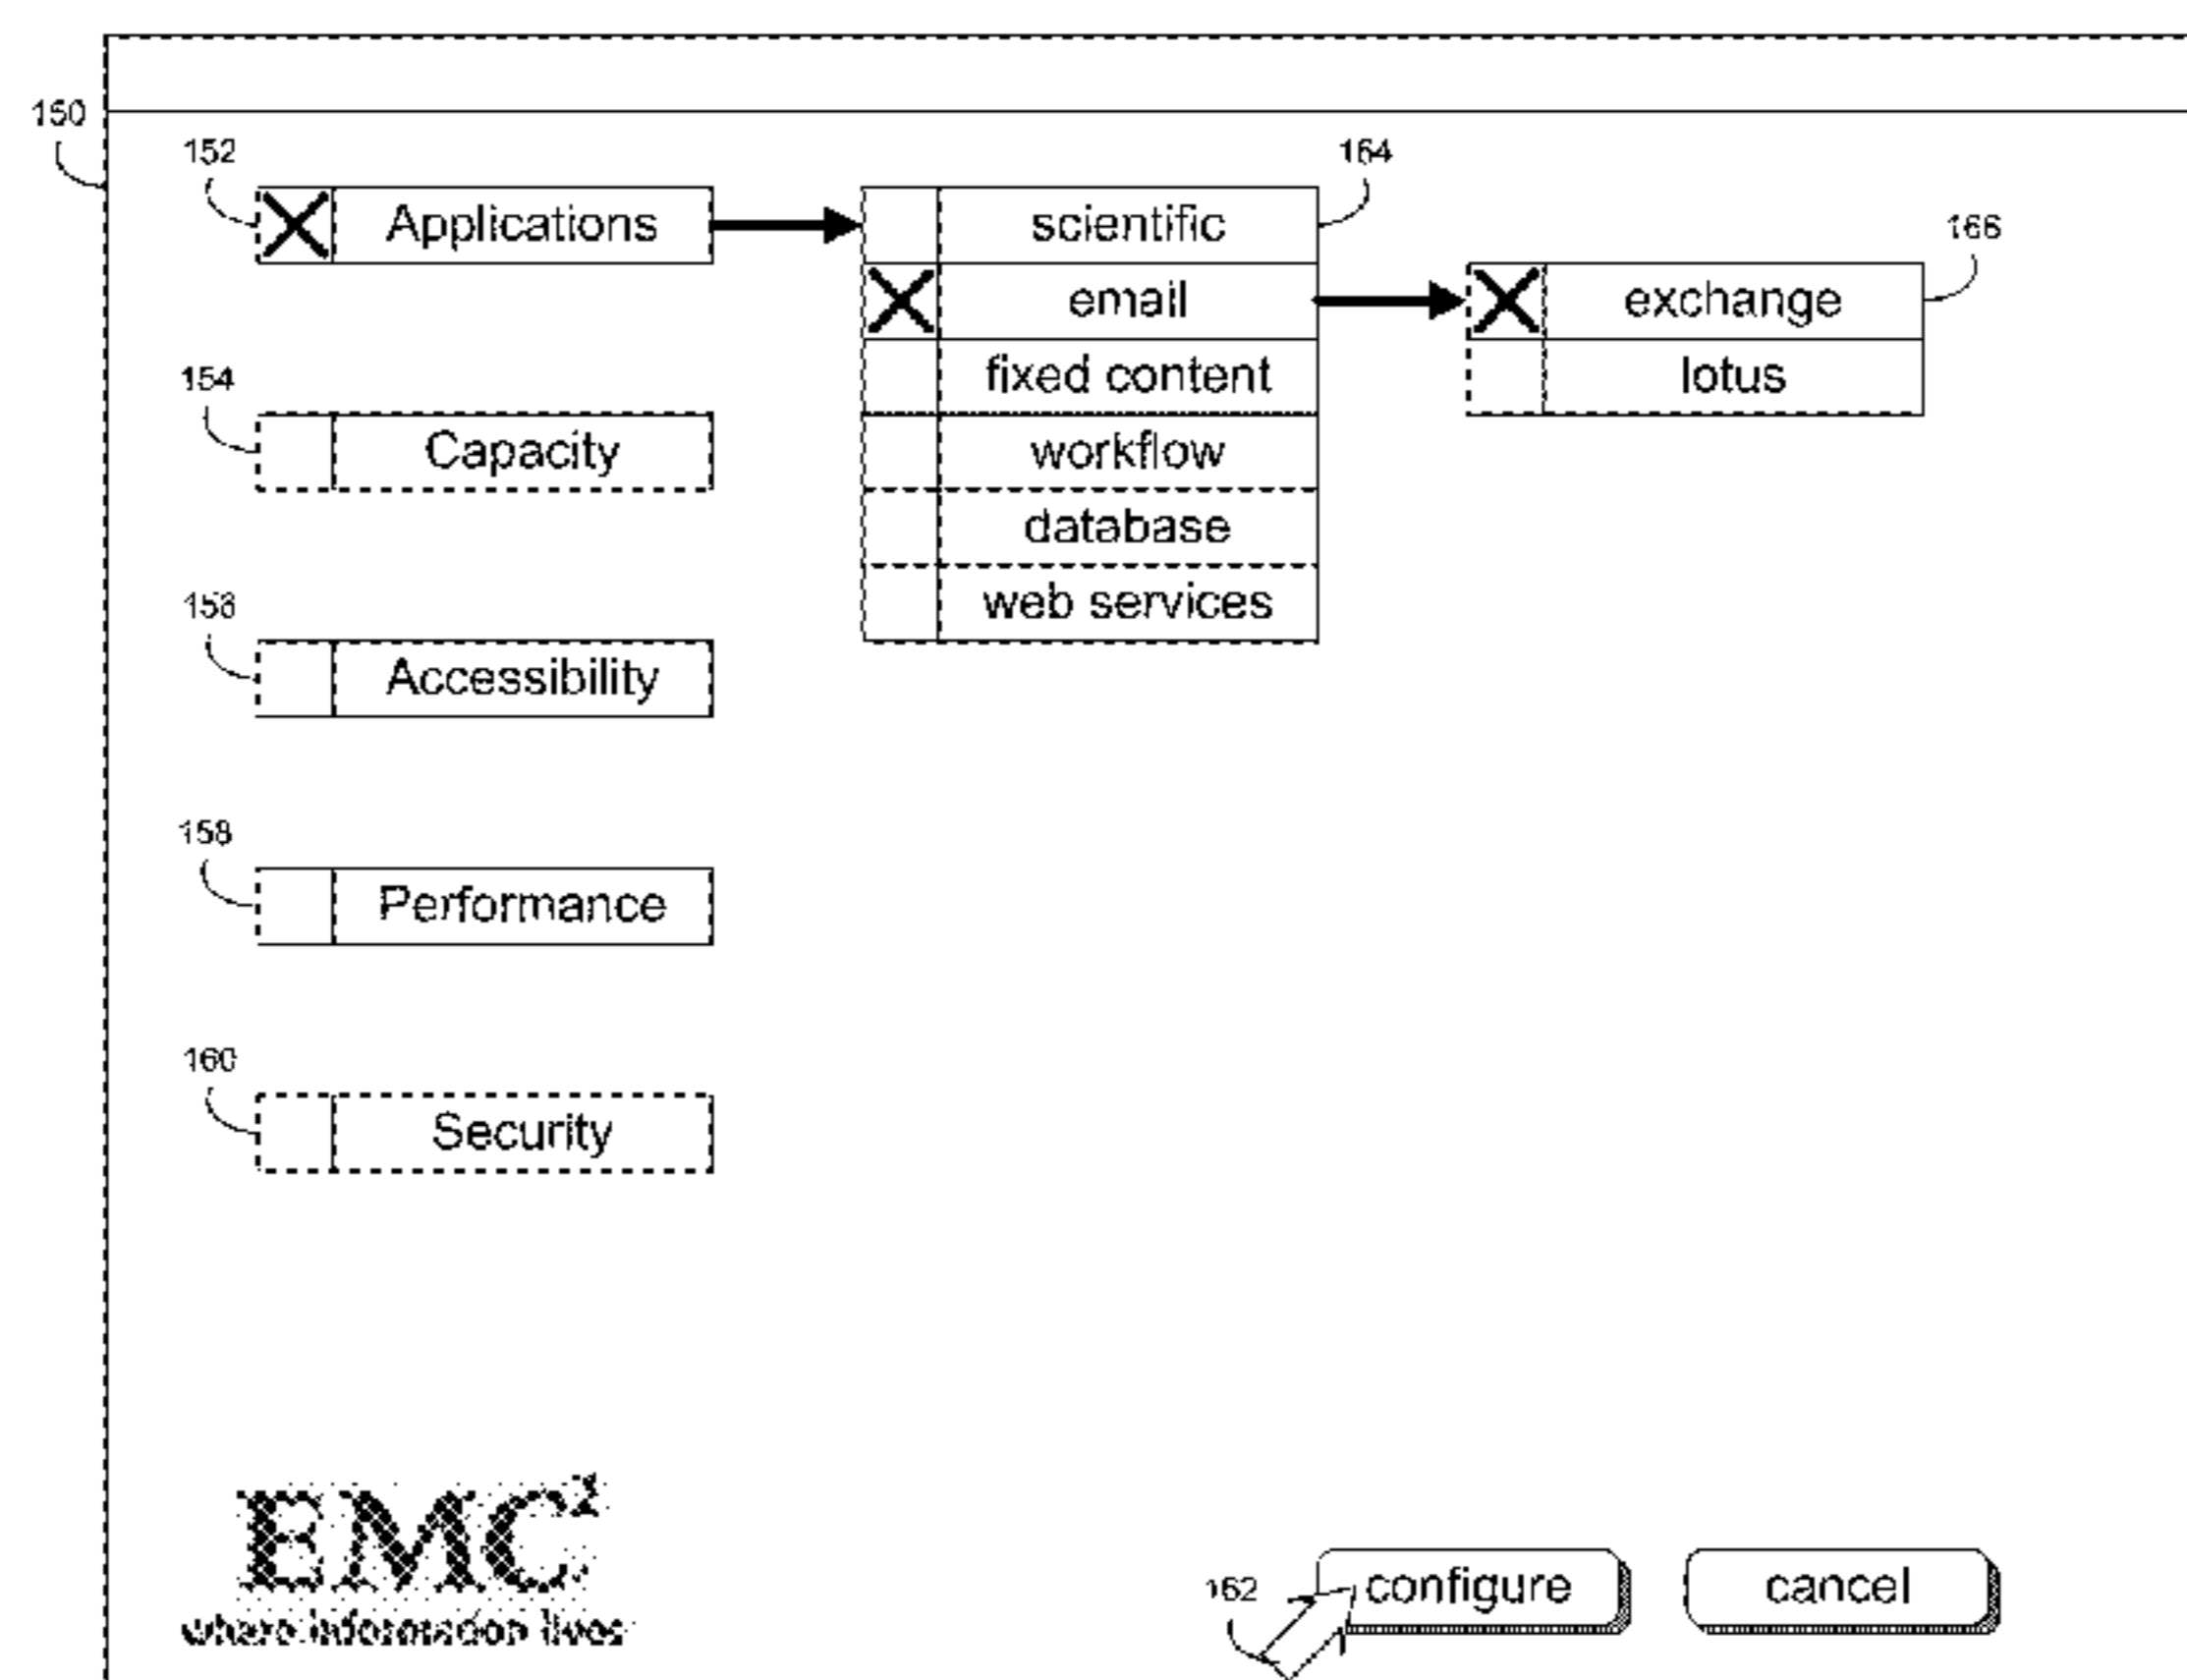 150
152
164
Applications
scientific
166
email
exchange
154
fixed content
lotus
Capacity
workflow
database
156
web services
Accessibility
158
Performance
160
Security
EMC²
where information lives
162
configure
cancel